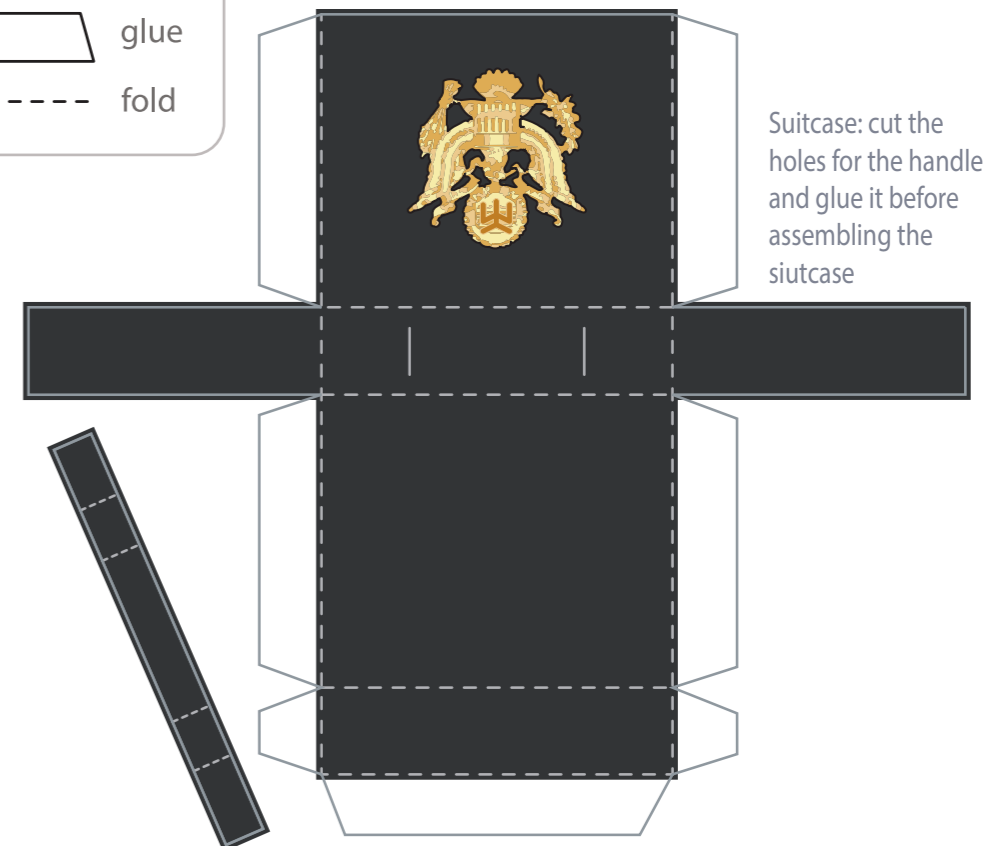 glue
fold
Suitcase: cut the
holes for the handle
and glue it before
assembling the
siutcase